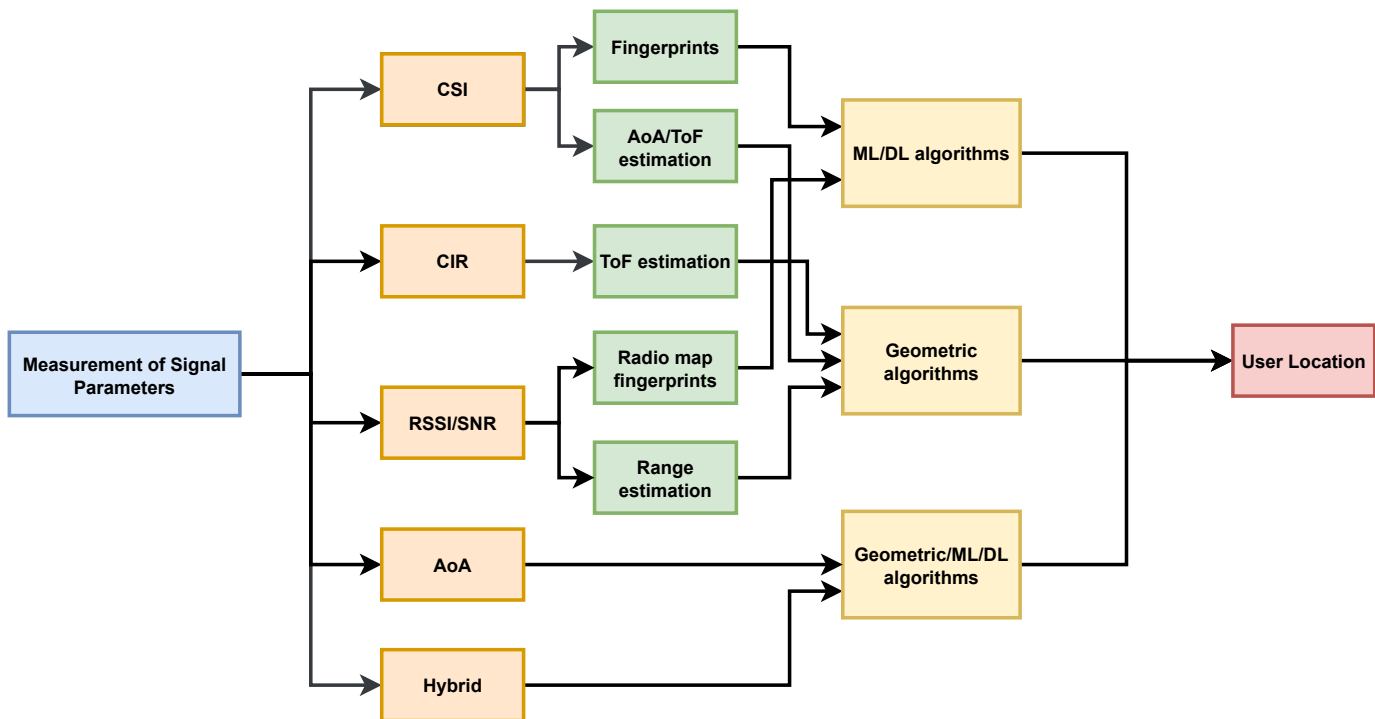 Measurement of Signal
Parameters
CSI
CIR
RSSI/SNR
AoA
Hybrid
Fingerprints
AoA/ToF
estimation
ToF estimation
Radio map
fingerprints
Range
estimation
ML/DL algorithms
Geometric
algorithms
Geometric/ML/DL
algorithms
User Location